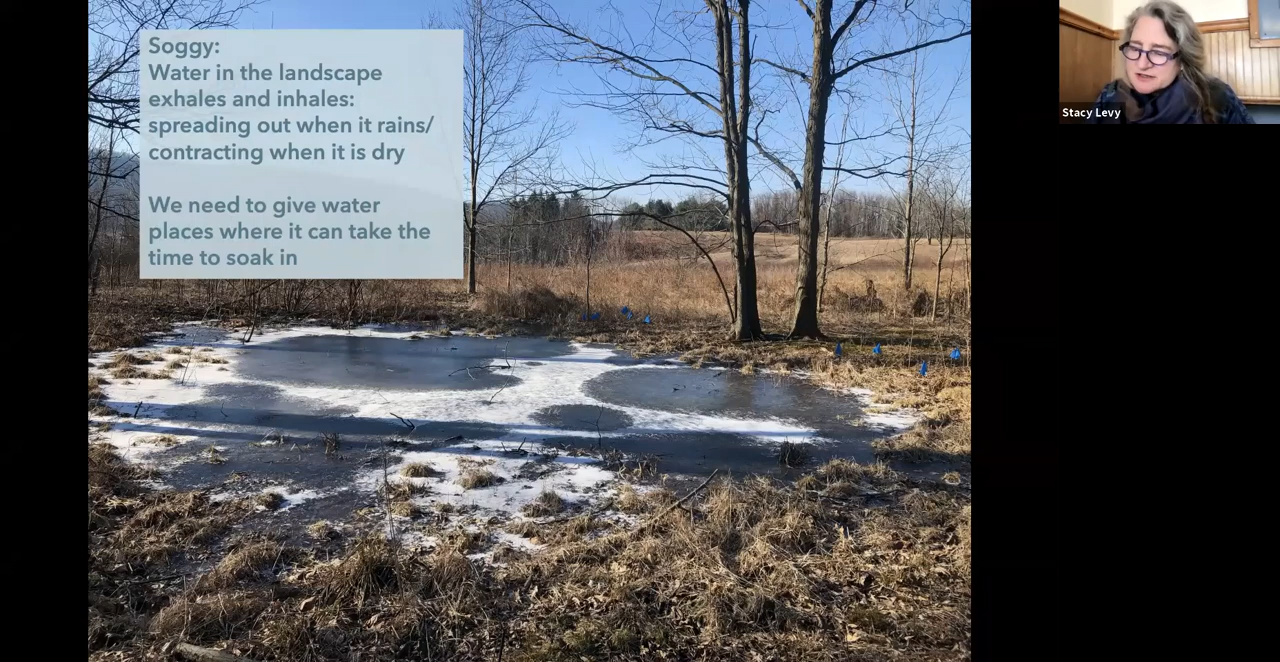 Soggy:
Water in the landscape
exhales and inhales:
spreading out when it rains/
contracting when it is dry
We need to give water
places where it can take the
time to soak in
Stacy Levy